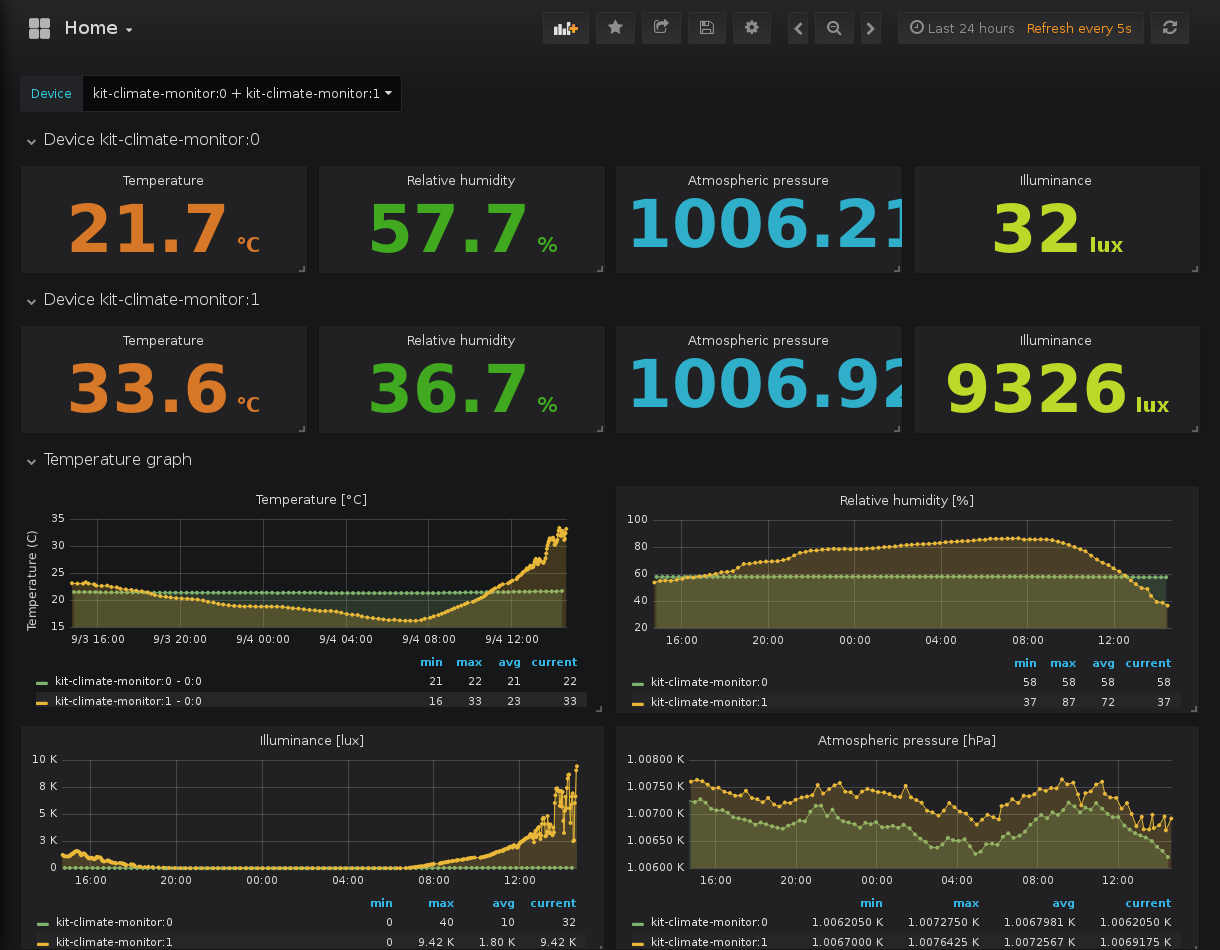 Home
Last 24 hours Refresh every 5s
Device kit-climate-monitor:0 + kit-climate-monitor:1
Device kit-climate-monitor:0
Temperature Relative humidity Atmospheric pressure Illuminance
21.7 °C 57.7 % 1006.21 32 lux
Device kit-climate-monitor:1
Temperature Relative humidity Atmospheric pressure Illuminance
33.6 °C 36.7 % 1006.92 9326 lux
Temperature graph
Temperature [°C]
Temperature (C)
35
30
25
20
15
9/3 16:00 9/3 20:00 9/4 00:00 9/4 04:00 9/4 08:00 9/4 12:00
min max avg current
kit-climate-monitor:0 - 0:0 21 22 21 22
kit-climate-monitor:1 - 0:0 16 33 23 33
Relative humidity [%]
100
80
60
40
20
16:00 20:00 00:00 04:00 08:00 12:00
min max avg current
kit-climate-monitor:0 58 58 58 58
kit-climate-monitor:1 37 87 72 37
Illuminance [lux]
10 K
8 K
5 K
3 K
0
16:00 20:00 00:00 04:00 08:00 12:00
min max avg current
kit-climate-monitor:0 0 40 10 32
kit-climate-monitor:1 0 9.42 K 1.80 K 9.42 K
Atmospheric pressure [hPa]
1.00800 K
1.00750 K
1.00700 K
1.00650 K
1.00600 K
16:00 20:00 00:00 04:00 08:00 12:00
min max avg current
kit-climate-monitor:0 1.0062050 K 1.0072750 K 1.0067981 K 1.0062050 K
kit-climate-monitor:1 1.0067000 K 1.0076425 K 1.0072567 K 1.0069175 K